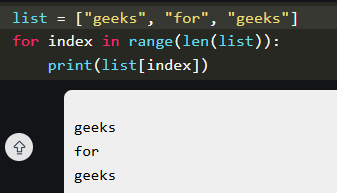 list = ["geeks", "for", "geeks"]
for index in range(len(list)):
    print(list[index])
geeks
for
geeks